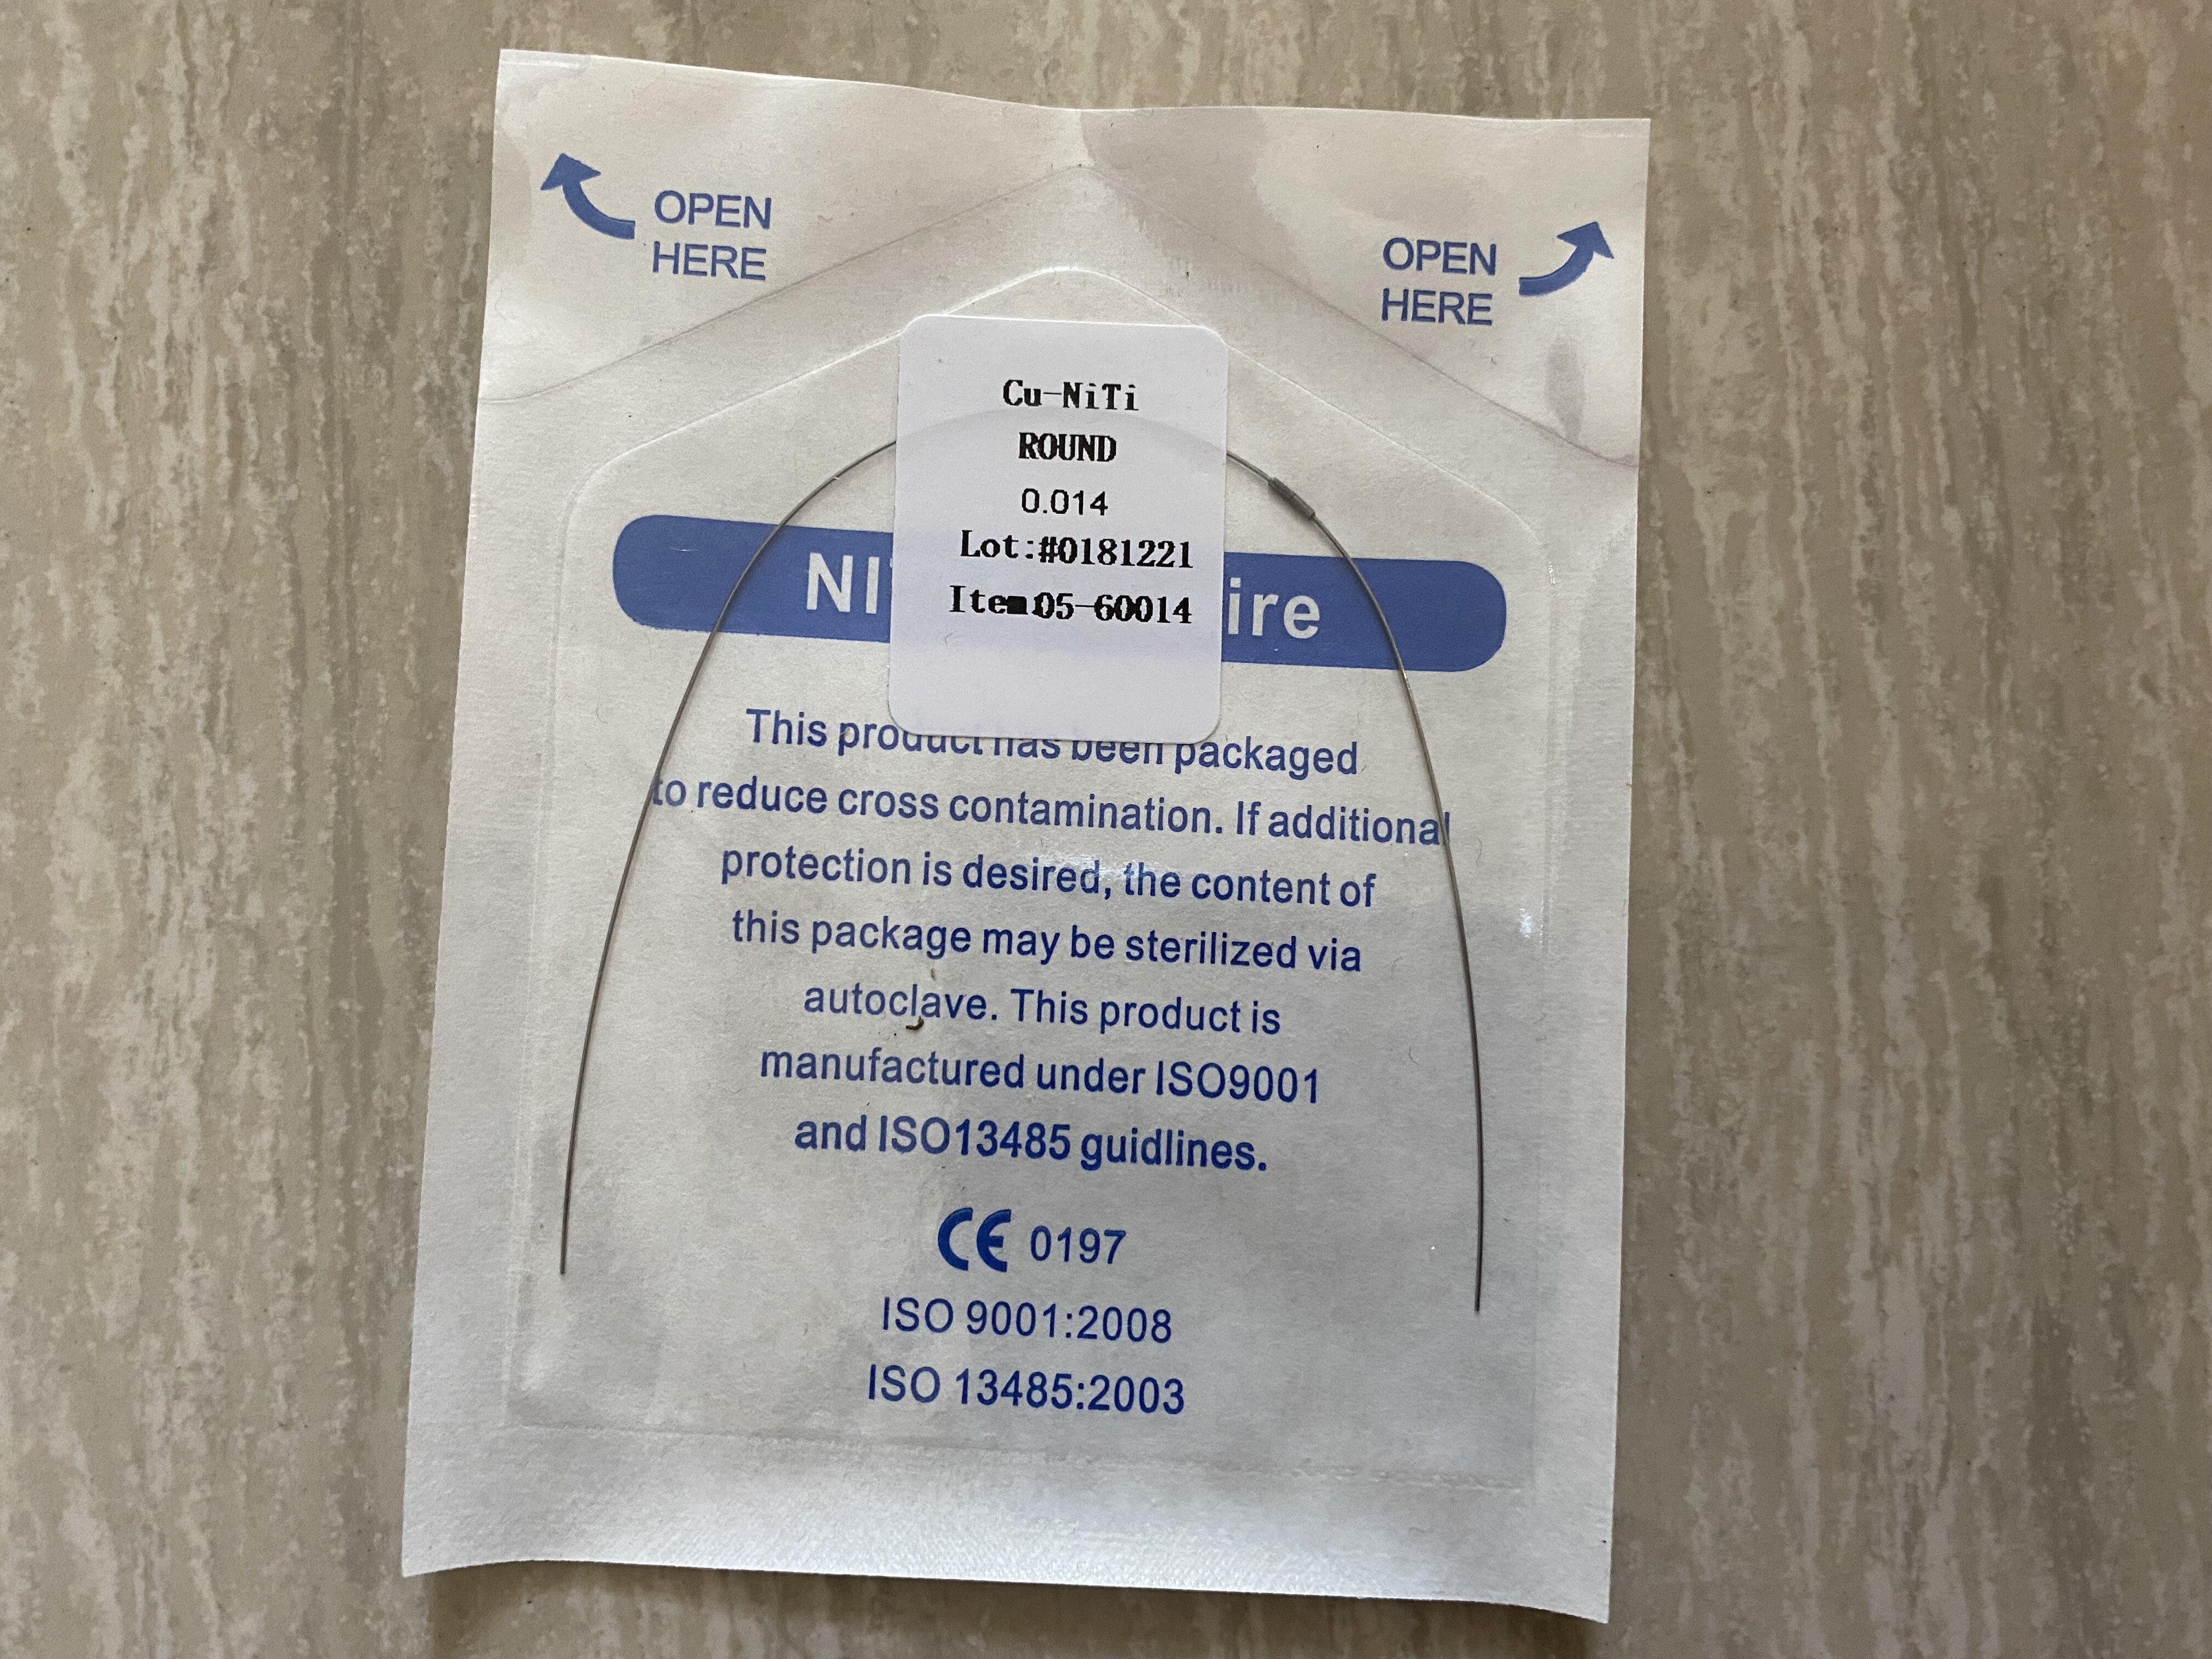 OPEN
HERE
OPEN
HERE
Cu-NiTi
ROUND
0.014
Lot:#0181221
Item:05-60014
NI ire
This product has been packaged
to reduce cross contamination. If additional
protection is desired, the content of
this package may be sterilized via
autoclave. This product is
manufactured under ISO9001
and ISO13485 guidlines.
CE 0197
ISO 9001:2008
ISO 13485:2003